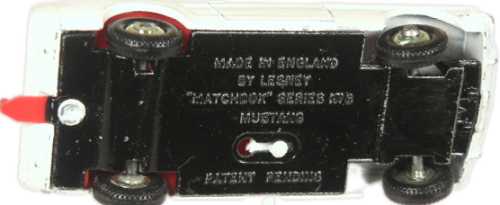 MADE IN ENGLAND
BY LESNEY
"MATCHBOX" SERIES Nº8
MUSTANG
PATENT PENDING